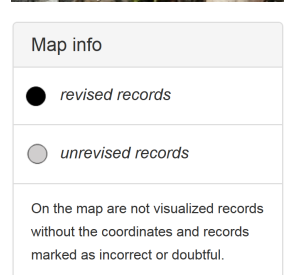 Map info
revised records
unrevised records
On the map are not visualized records
without the coordinates and records
marked as incorrect or doubtful.